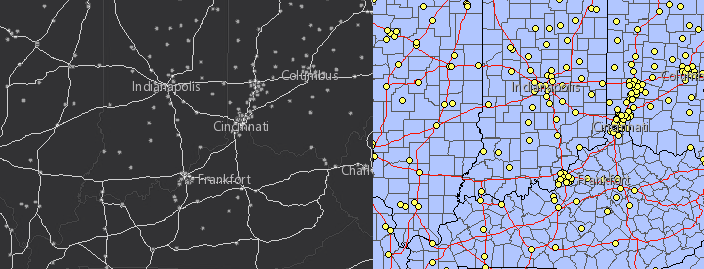 Columbus
Indianapolis
Cincinnati
Frankfort
Indianapolis
Cincinnati
Frankfort